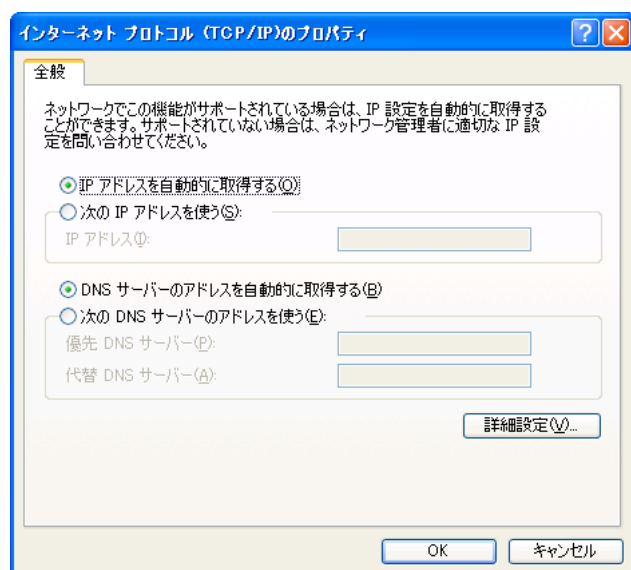 インターネット プロトコル (TCP/IP)のプロパティ
全般
ネットワークでこの機能がサポートされている場合は、IP 設定を自動的に取得する
ことができます。サポートされていない場合は、ネットワーク管理者に適切な IP 設
定を問い合わせてください。
IP アドレスを自動的に取得する(O)
次の IP アドレスを使う(S):
IP アドレス(I):
DNS サーバーのアドレスを自動的に取得する(B)
次の DNS サーバーのアドレスを使う(E):
優先 DNS サーバー(P):
代替 DNS サーバー(A):
詳細設定(V)...
OK
キャンセル